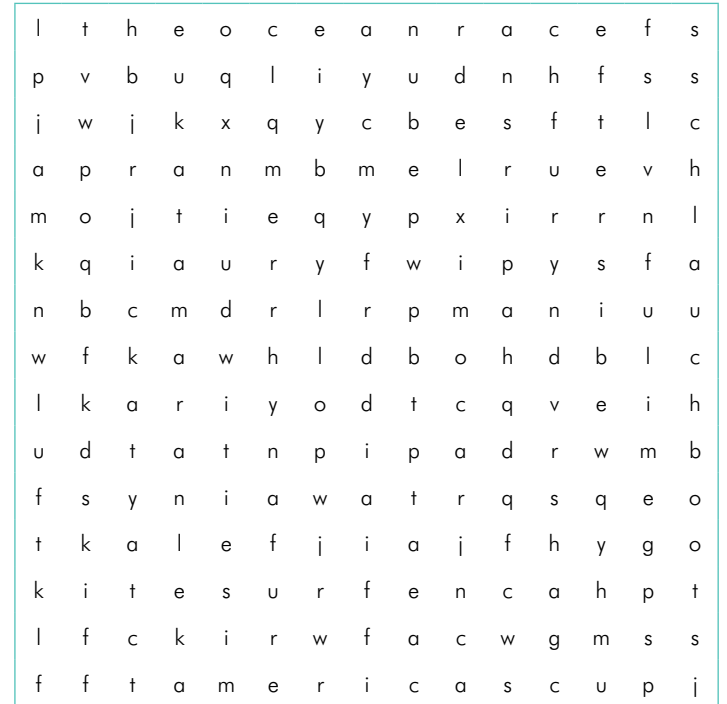 l t h e o c e a n r a c e f s
p v b u q l i y u d n h f s s
j w j k x q y c b e s f t l c
a p r a n m b m e l r u e v h
m o j t i e q y p x i r r n l
k q i a u r y f w i p y s f a
n b c m d r l r p m a n i u u
w f k a w h l d b o h d b l c
l k a r i y o d t c q v e i h
u d t a t n p i p a d r w m b
f s y n i a w a t r q s q e o
t k a l e f j i a j f h y g o
k i t e s u r f e n c a h p t
l f c k i r w f a c w g m s s
f f t a m e r i c a s c u p j